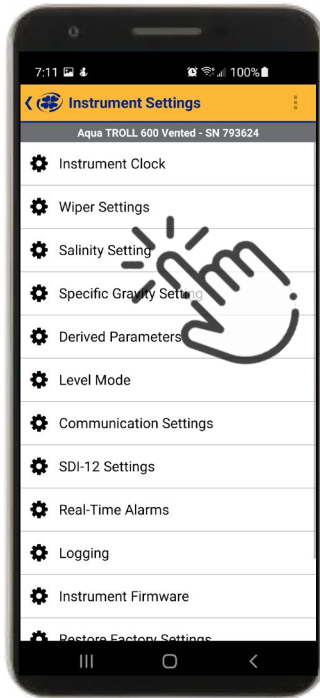 7:11 100%
Instrument Settings
Aqua TROLL 600 Vented - SN 793624
Instrument Clock
Wiper Settings
Salinity Setting
Specific Gravity Setting
Derived Parameters
Level Mode
Communication Settings
SDI-12 Settings
Real-Time Alarms
Logging
Instrument Firmware
Restore Factory Settings